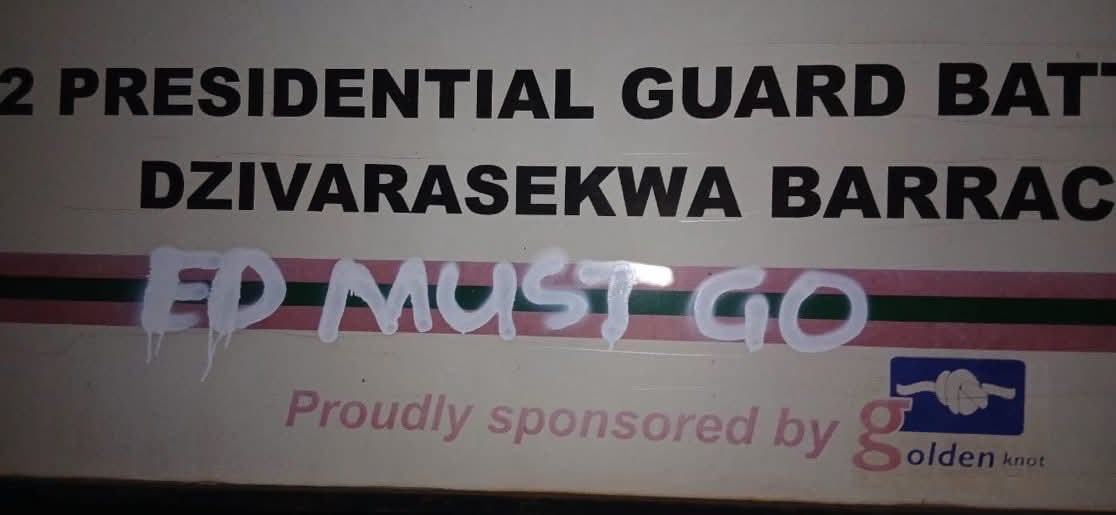 2 PRESIDENTIAL GUARD BATT
DZIVARASEKWA BARRAC
ED MUST GO
Proudly sponsored by golden knot